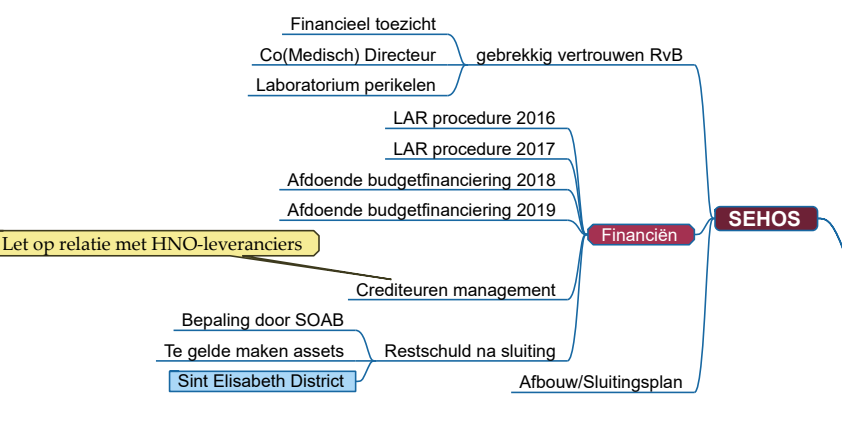 Financieel toezicht
Co(Medisch) Directeur
gebrekkig vertrouwen RvB
Laboratorium perikelen
LAR procedure 2016
LAR procedure 2017
Afdoende budgetfinanciering 2018
Afdoende budgetfinanciering 2019
SEHOS
Financiën
Let op relatie met HNO-leveranciers
Crediteuren management
Bepaling door SOAB
Te gelde maken assets
Restschuld na sluiting
Sint Elisabeth District
Afbouw/Sluitingsplan